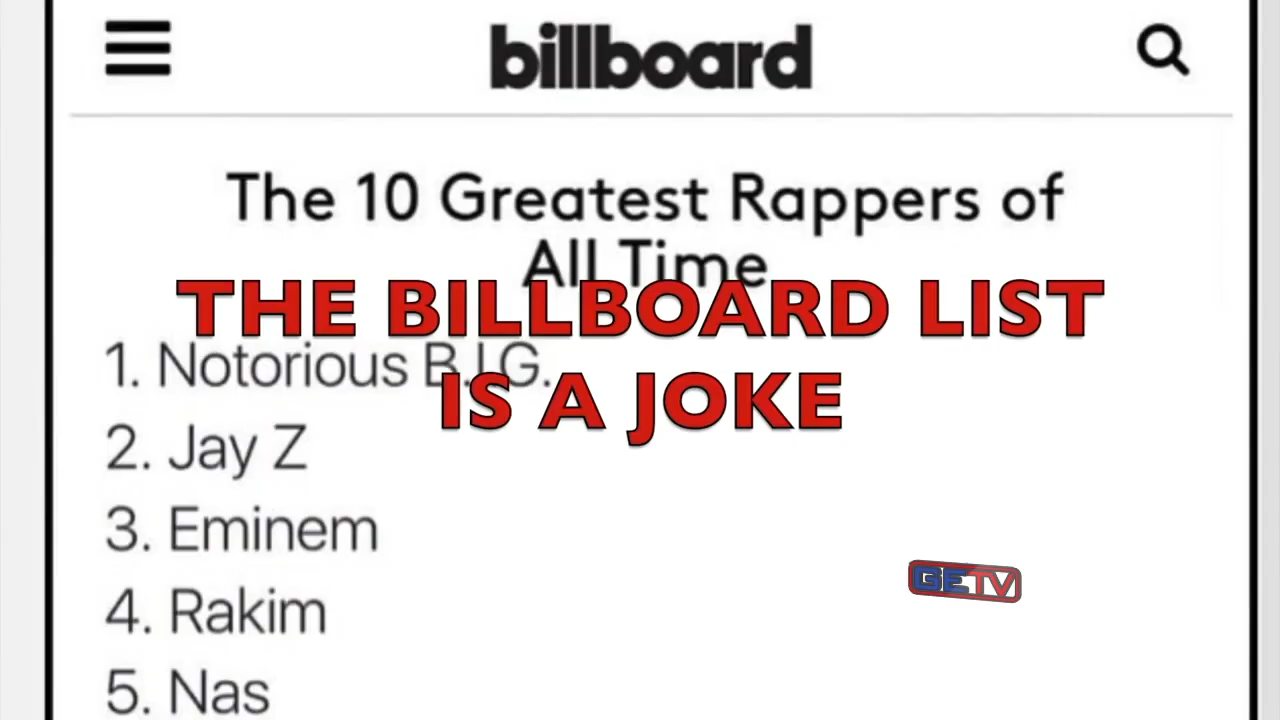 billboard
The 10 Greatest Rappers of
All Time
THE BILLBOARD LIST
IS A JOKE
1. Notorious B.I.G.
2. Jay Z
3. Eminem
4. Rakim
5. Nas
GETV